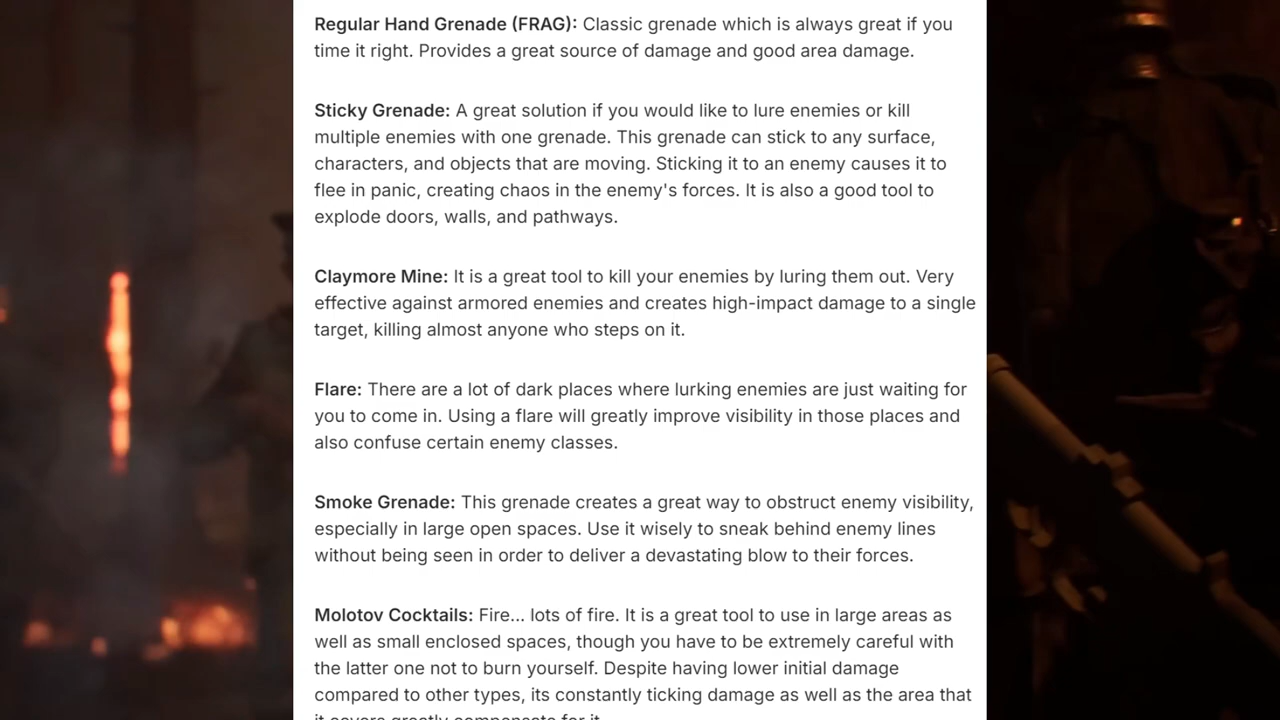 Regular Hand Grenade (FRAG): Classic grenade which is always great if you
time it right. Provides a great source of damage and good area damage.
Sticky Grenade: A great solution if you would like to lure enemies or kill
multiple enemies with one grenade. This grenade can stick to any surface,
characters, and objects that are moving. Sticking it to an enemy causes it to
flee in panic, creating chaos in the enemy's forces. It is also a good tool to
explode doors, walls, and pathways.
Claymore Mine: It is a great tool to kill your enemies by luring them out. Very
effective against armored enemies and creates high-impact damage to a single
target, killing almost anyone who steps on it.
Flare: There are a lot of dark places where lurking enemies are just waiting for
you to come in. Using a flare will greatly improve visibility in those places and
also confuse certain enemy classes.
Smoke Grenade: This grenade creates a great way to obstruct enemy visibility,
especially in large open spaces. Use it wisely to sneak behind enemy lines
without being seen in order to deliver a devastating blow to their forces.
Molotov Cocktails: Fire... lots of fire. It is a great tool to use in large areas as
well as small enclosed spaces, though you have to be extremely careful with
the latter one not to burn yourself. Despite having lower initial damage
compared to other types, its constantly ticking damage as well as the area that
it covers greatly compensate for it.